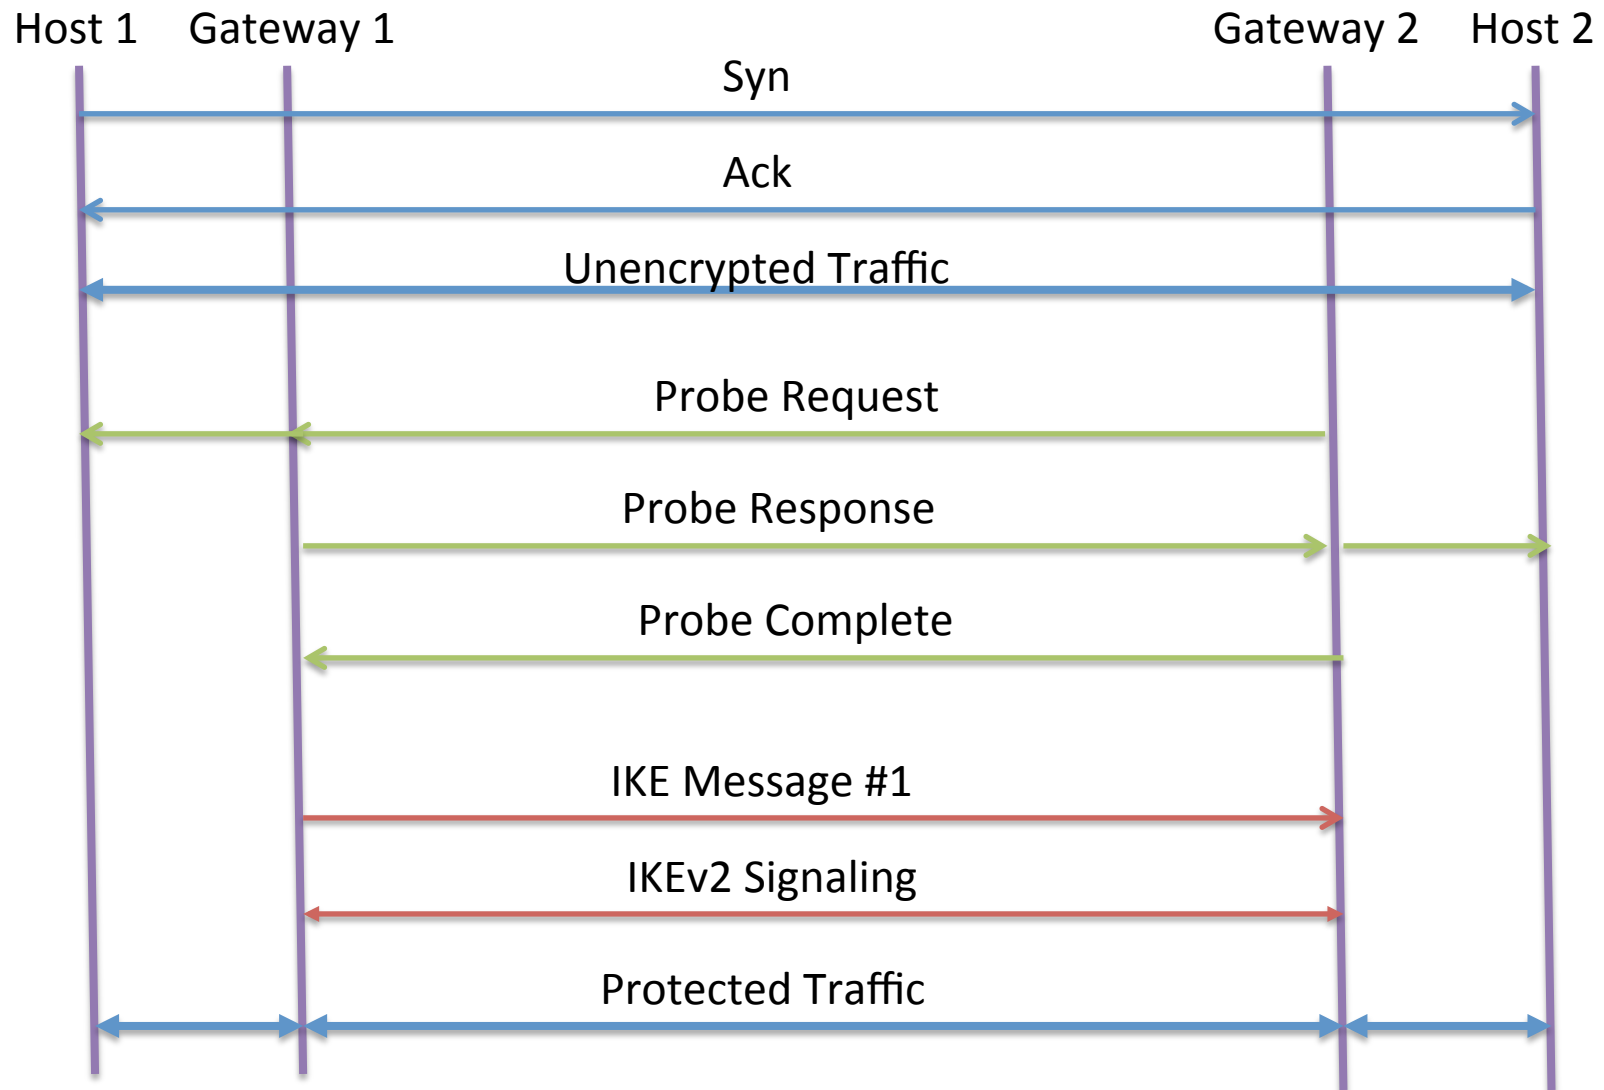 Host 1 Gateway 1 Gateway 2 Host 2
Syn
Ack
Unencrypted Traffic
Probe Request
Probe Response
Probe Complete
IKE Message #1
IKEv2 Signaling
Protected Traffic